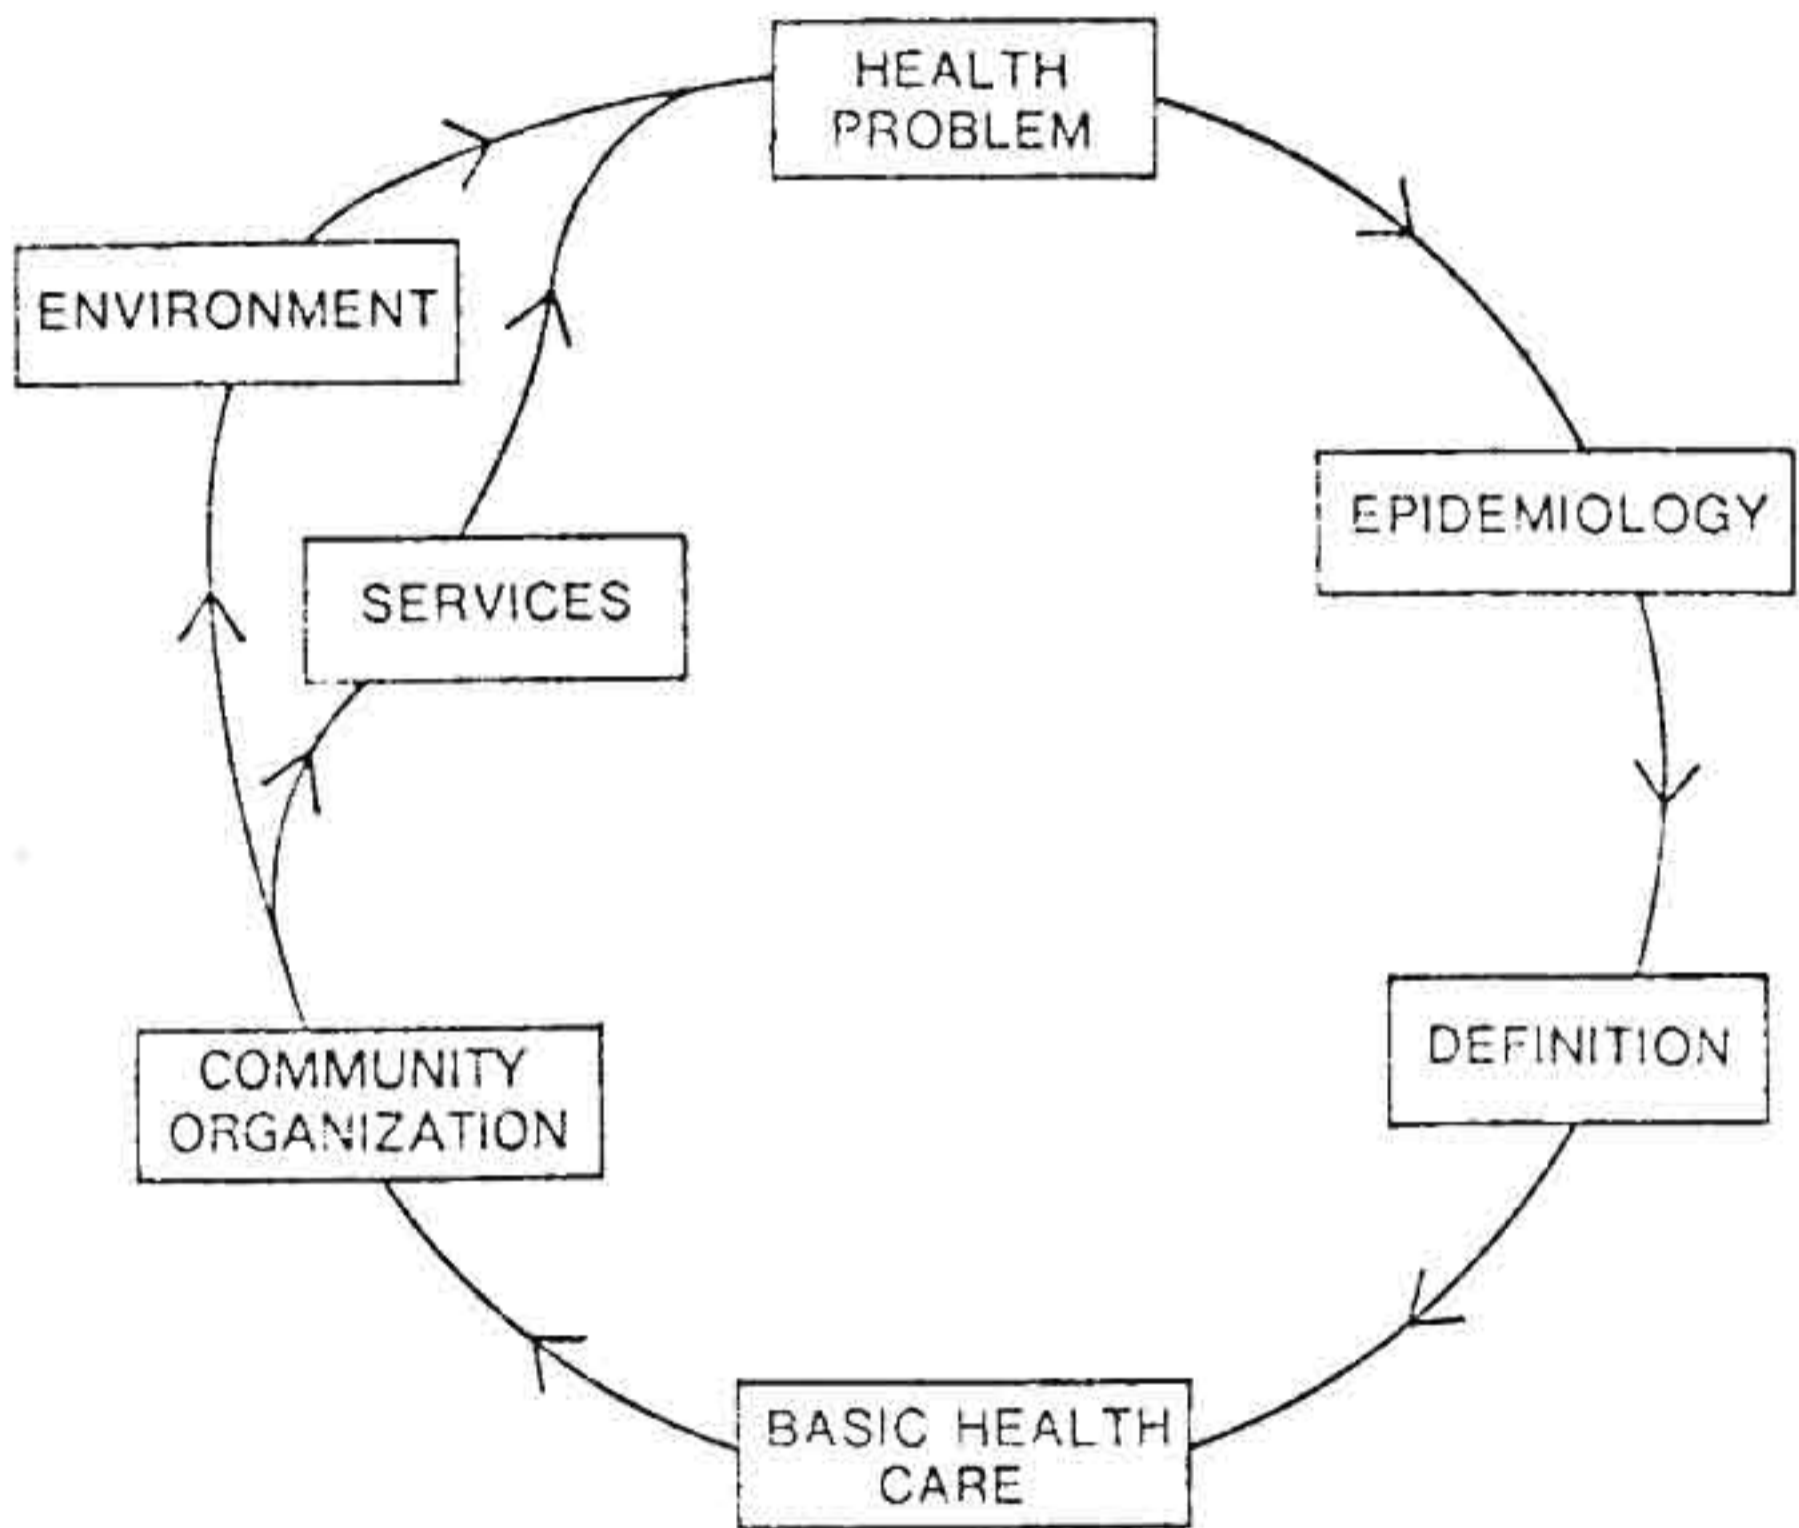 HEALTH
PROBLEM
ENVIRONMENT
EPIDEMIOLOGY
SERVICES
DEFINITION
COMMUNITY
ORGANIZATION
BASIC HEALTH
CARE